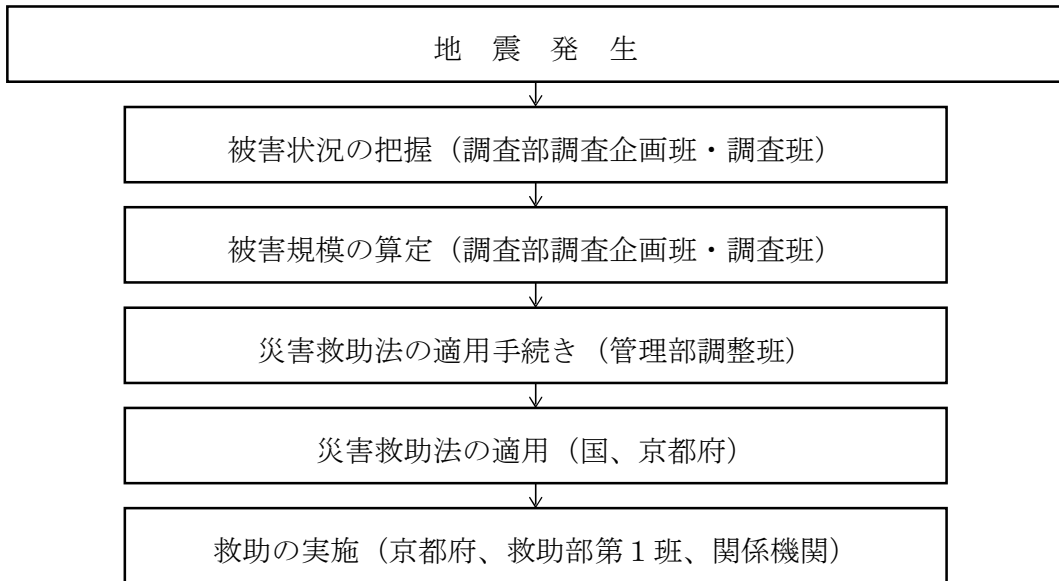 地　震　発　生
被害状況の把握（調査部調査企画班・調査班）
被害規模の算定（調査部調査企画班・調査班）
災害救助法の適用手続き（管理部調整班）
災害救助法の適用（国、京都府）
救助の実施（京都府、救助部第１班、関係機関）